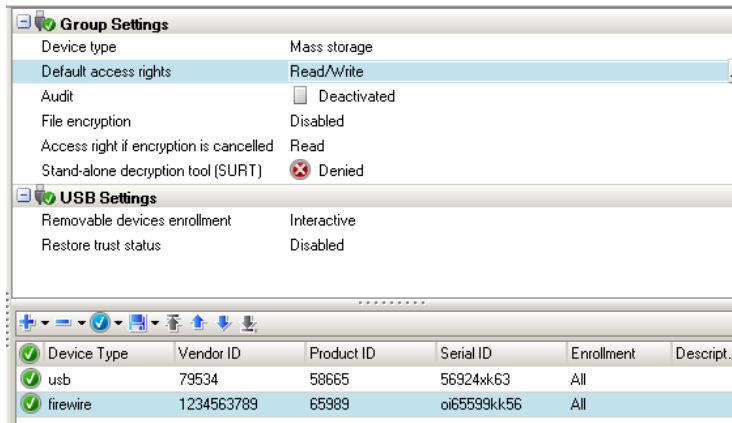 Group Settings
Device type Mass storage
Default access rights Read/Write
Audit Deactivated
File encryption Disabled
Access right if encryption is cancelled Read
Stand-alone decryption tool (SURT) Denied
USB Settings
Removable devices enrollment Interactive
Restore trust status Disabled
Device Type Vendor ID Product ID Serial ID Enrollment Descript..
usb 79534 58665 56924xk63 All
firewire 1234563789 65989 oi65599kk56 All